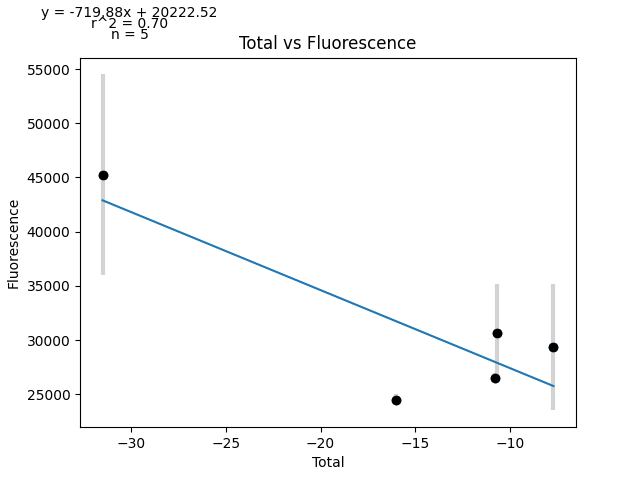 y = -719.88x + 20222.52
r^2 = 0.70
n = 5
Total vs Fluorescence
55000
50000
45000
40000
35000
30000
25000
Fluorescence
−30
−25
−20
−15
−10
Total